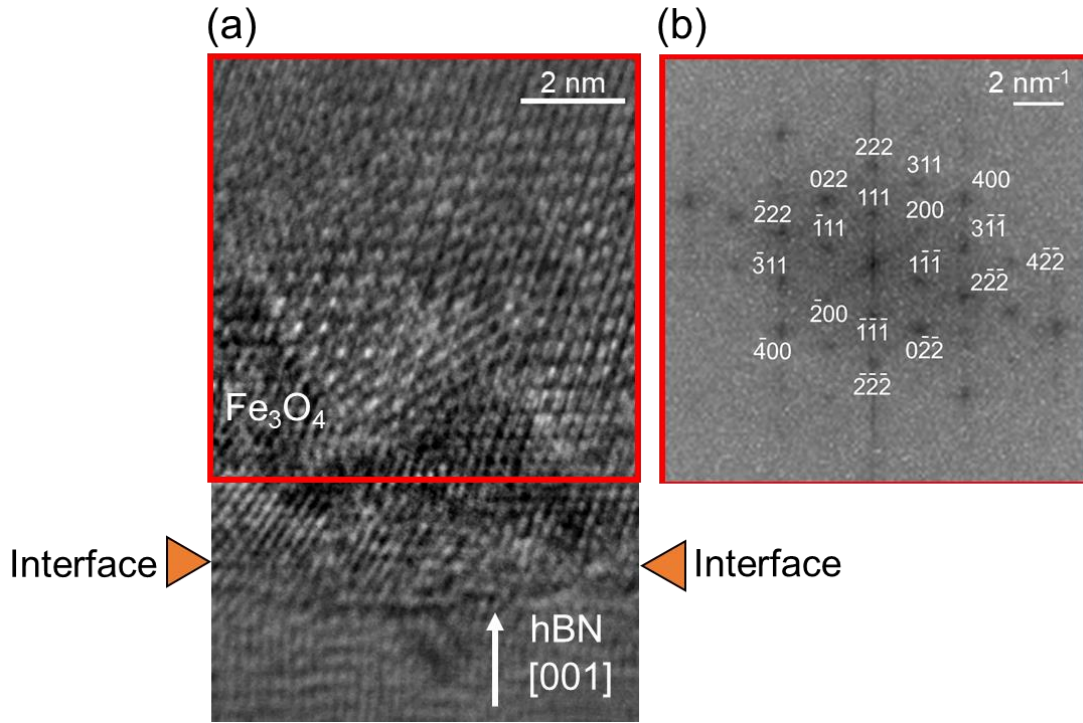 (a)
2 nm
Fe₃O₄
Interface
Interface
hBN
[001]
(b)
2 nm⁻¹
222
311
022
111
400
2̄22
1̄11
200
31̄1̄
3̄11
11̄1̄
42̄2̄
22̄2̄
2̄00
1̄1̄1̄
4̄00
02̄2̄
2̄2̄2̄